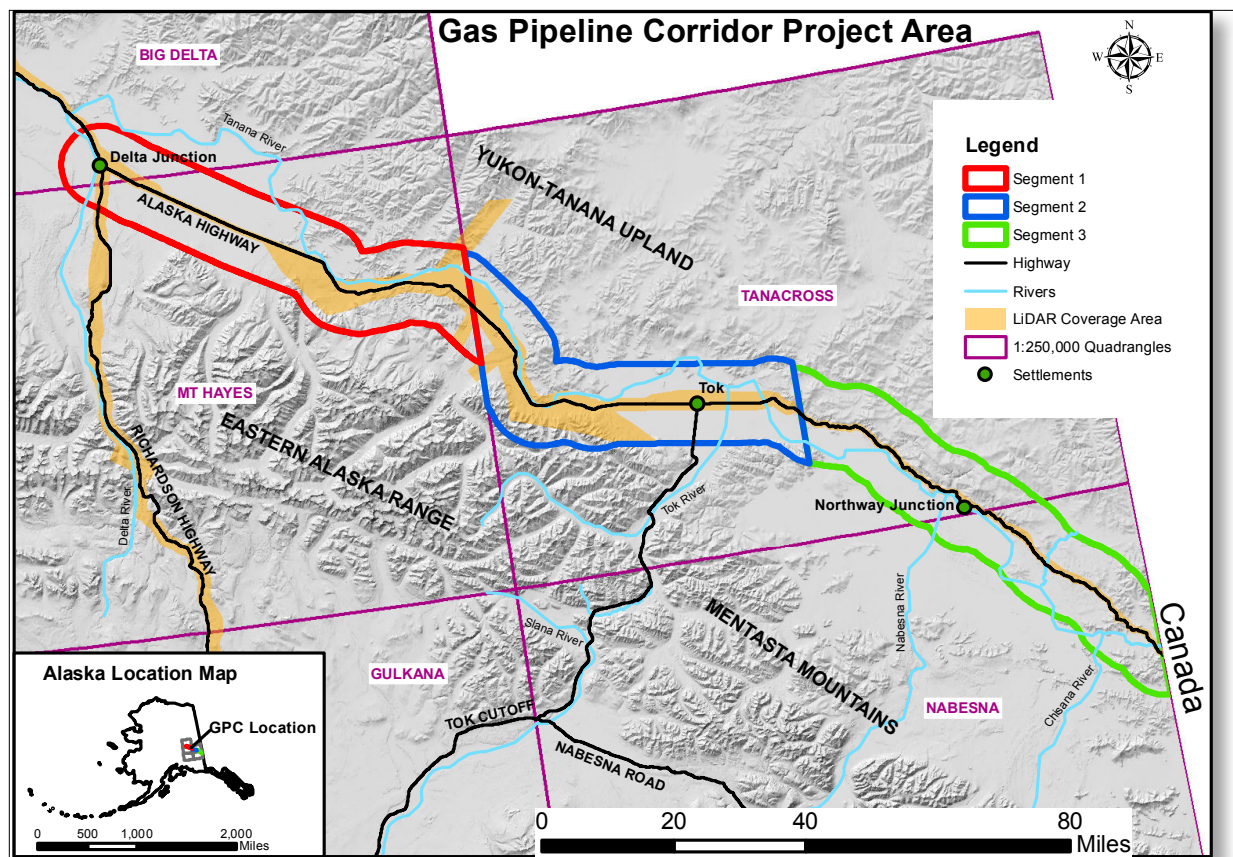 Gas Pipeline Corridor Project Area
N
W E
S
BIG DELTA
Tanana River
Delta Junction
ALASKA HIGHWAY
YUKON-TANANA UPLAND
TANACROSS
Legend
Segment 1
Segment 2
Segment 3
Highway
Rivers
LiDAR Coverage Area
1:250,000 Quadrangles
Settlements
MT HAYES
EASTERN ALASKA RANGE
RICHARDSON HIGHWAY
Delta River
Tok
Tok River
Northway Junction
Nabesna River
MENTASTA MOUNTAINS
Slana River
GULKANA
TOK CUTOFF
NABESNA ROAD
NABESNA
Chisana River
Canada
Alaska Location Map
GPC Location
0 500 1,000 2,000
Miles
0 20 40 80
Miles